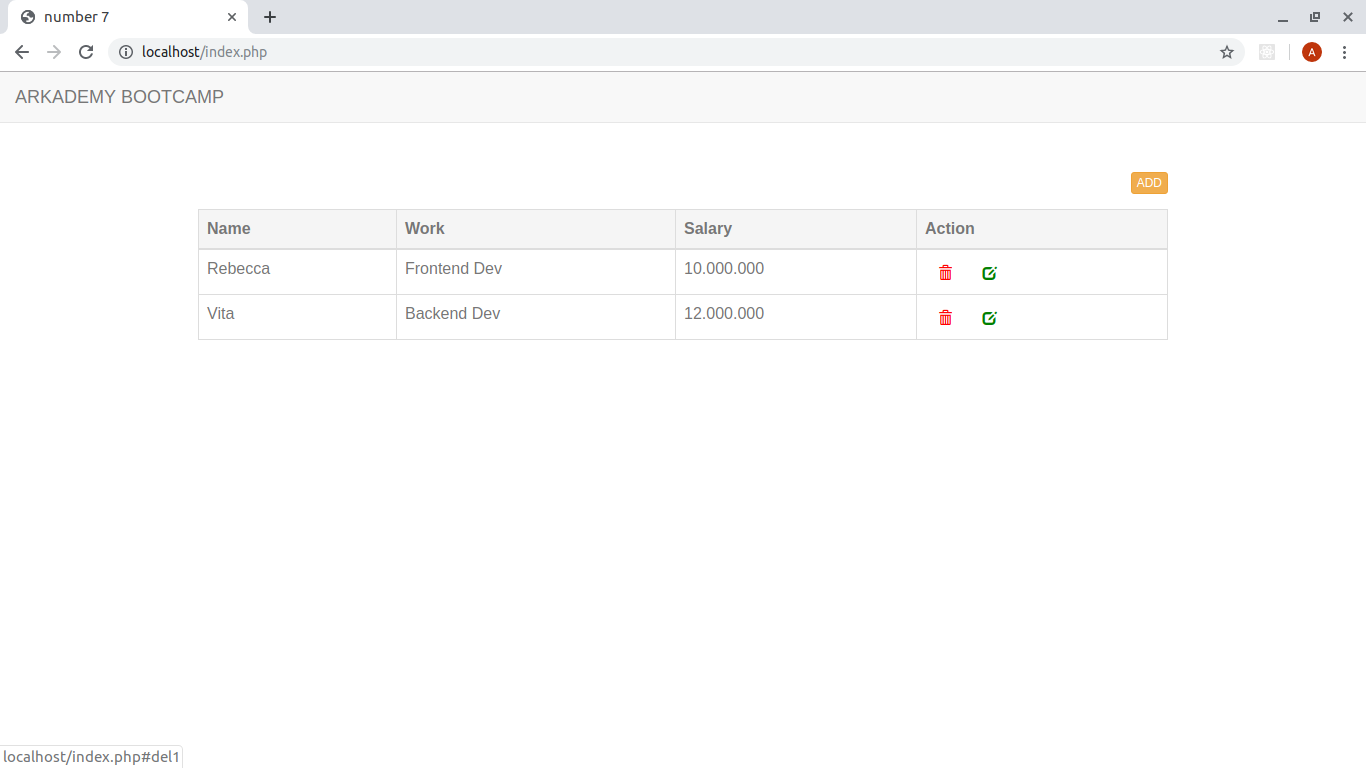 number 7
localhost/index.php
A
ARKADEMY BOOTCAMP
ADD
Name Work Salary Action
Rebecca Frontend Dev 10.000.000
Vita Backend Dev 12.000.000
localhost/index.php#del1